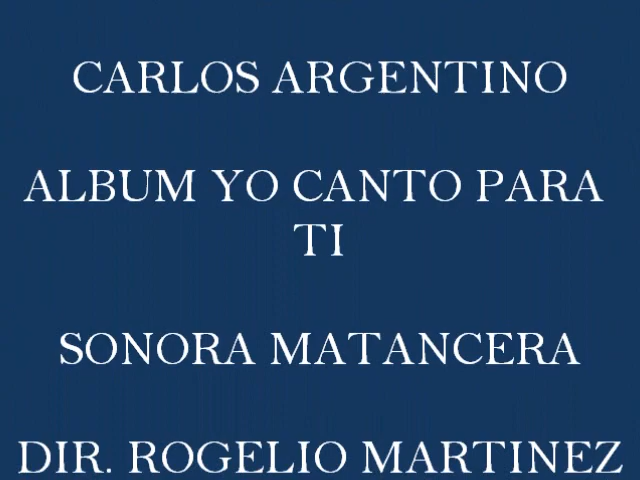 CARLOS ARGENTINO
ALBUM YO CANTO PARA
TI
SONORA MATANCERA
DIR. ROGELIO MARTINEZ